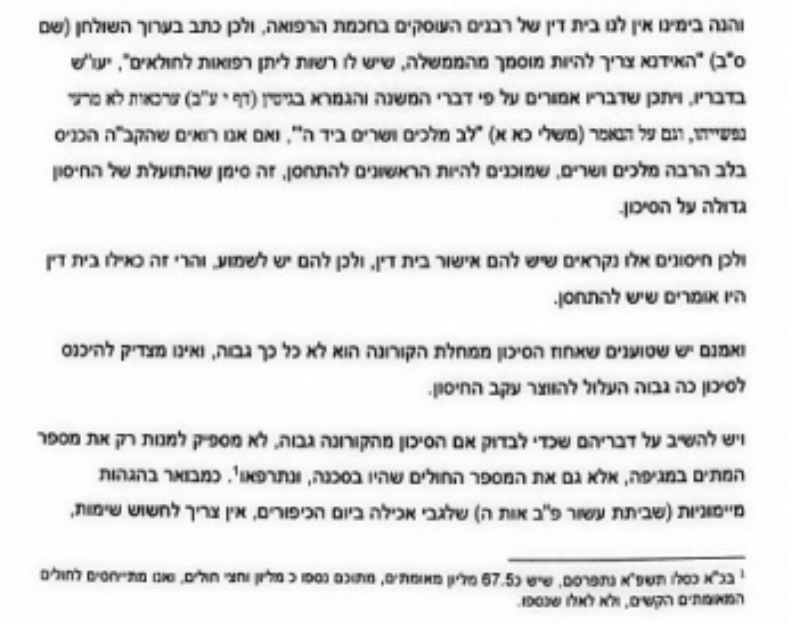 והנה בימינו אין לנו בית דין של רבנים העוסקים בחכמת הרפואה, ולכן כתב בערוך השולחן (שם
ס"ב) "האידנא צריך להיות מוסמך מהממשלה, שיש לו רשות ליתן רפואות לחולאים", יעו"ש
בדבריו, ויתכן שדבריו אמורים על פי דברי המשנה והגמרא בגיטין (דף י ע"ב) ערכאות לא מרעי
נפשייהו, וגם על הנאמר (משלי כא א) "לב מלכים ושרים ביד ה'", ואם אנו רואים שהקב"ה הכניס
בלב הרבה מלכים ושרים, שמוכנים להיות הראשונים להתחסן, זה סימן שהתועלת של החיסון
גדולה על הסיכון.
ולכן חיסונים אלו נקראים שיש להם אישור בית דין, ולכן להם יש לשמוע, והרי זה כאילו בית דין
היו אומרים שיש להתחסן.
ואמנם יש שטוענים שאחוז הסיכון ממחלת הקורונה הוא לא כל כך גבוה, ואינו מצדיק להיכנס
לסיכון כה גבוה העלול להווצר עקב החיסון.
ויש להשיב על דבריהם שכדי לבדוק אם הסיכון מהקורונה גבוה, לא מספיק למנות רק את מספר
המתים במגיפה, אלא גם את המספר החולים שהיו בסכנה, ונתרפאו1. כמבואר בהגהות
מיימוניות (שביתת עשור פ"ב אות ה) שלגבי אכילה ביום הכיפורים, אין צריך לחשוש שימות,
1 בכ"א כסלו תשפ"א נתפרסם, שיש כ67.5 מליון מאומתים, מתוכם נספו כ מליון וחצי חולים, ואנו מתייחסים לחולים
המאומתים הקשים, ולא לאלו שנספו.